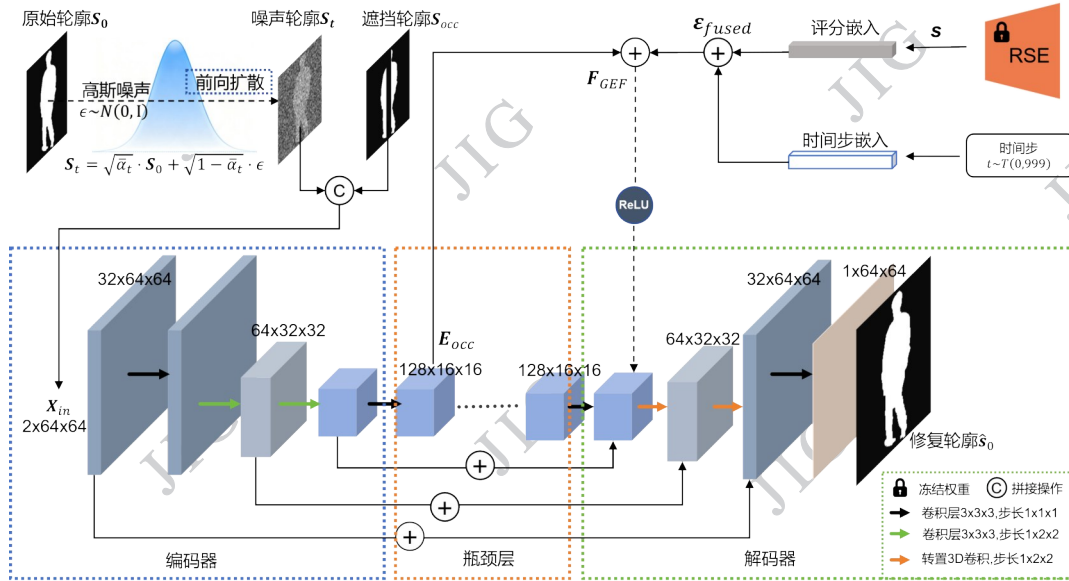 原始轮廓S₀
噪声轮廓Sₜ
遮挡轮廓Sₒcc
高斯噪声
ϵ~N(0,I)
前向扩散
Sₜ = √ᾱₜ · S₀ + √1 − ᾱₜ · ϵ
C
ε_fused
评分嵌入
s
RSE
F_GEF
时间步嵌入
时间步
t~T(0,999)
ReLU
JIG
JIG
JIG
32x64x64
64x32x32
E_occ
128x16x16
128x16x16
64x32x32
32x64x64
1x64x64
X_in
2x64x64
JIG
JIG
JIG
修复轮廓ŝ₀
冻结权重
C 拼接操作
卷积层3x3x3,步长1x1x1
卷积层3x3x3,步长1x2x2
转置3D卷积,步长1x2x2
编码器
瓶颈层
解码器